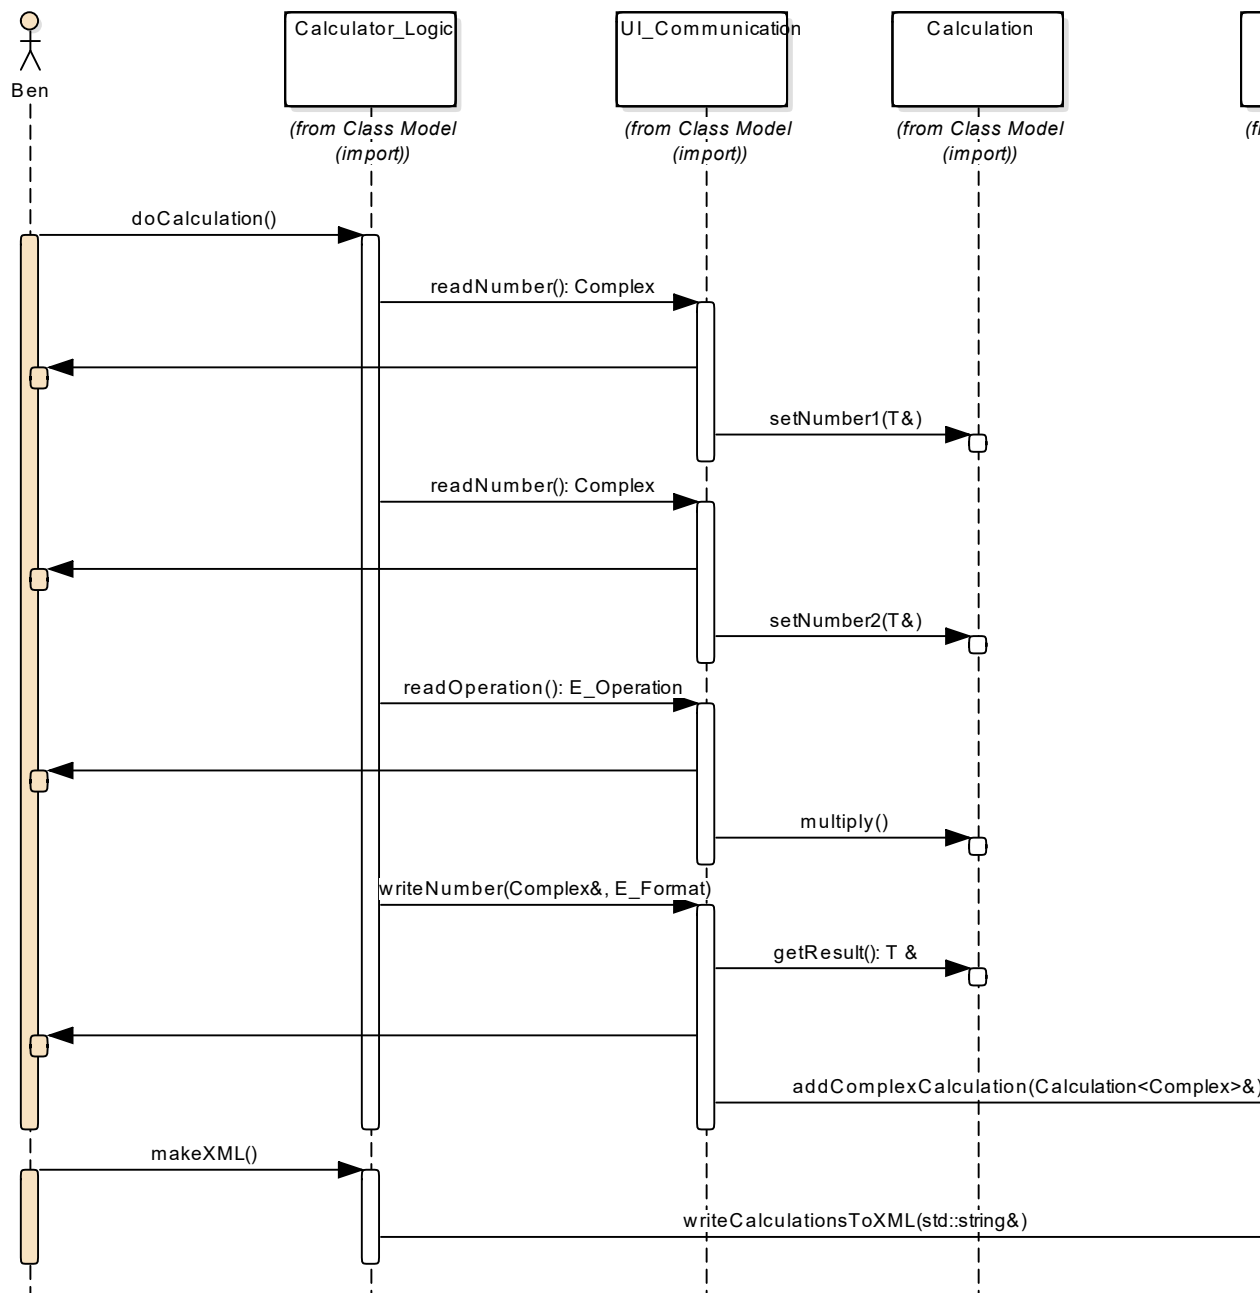 Calculator_Logic
UI_Communication
Calculation
Ben
(from Class Model
(import))
(from Class Model
(import))
(from Class Model
(import))
doCalculation()
readNumber(): Complex
setNumber1(T&)
readNumber(): Complex
setNumber2(T&)
readOperation(): E_Operation
multiply()
writeNumber(Complex&, E_Format)
getResult(): T &
addComplexCalculation(Calculation<Complex>&)
makeXML()
writeCalculationsToXML(std::string&)